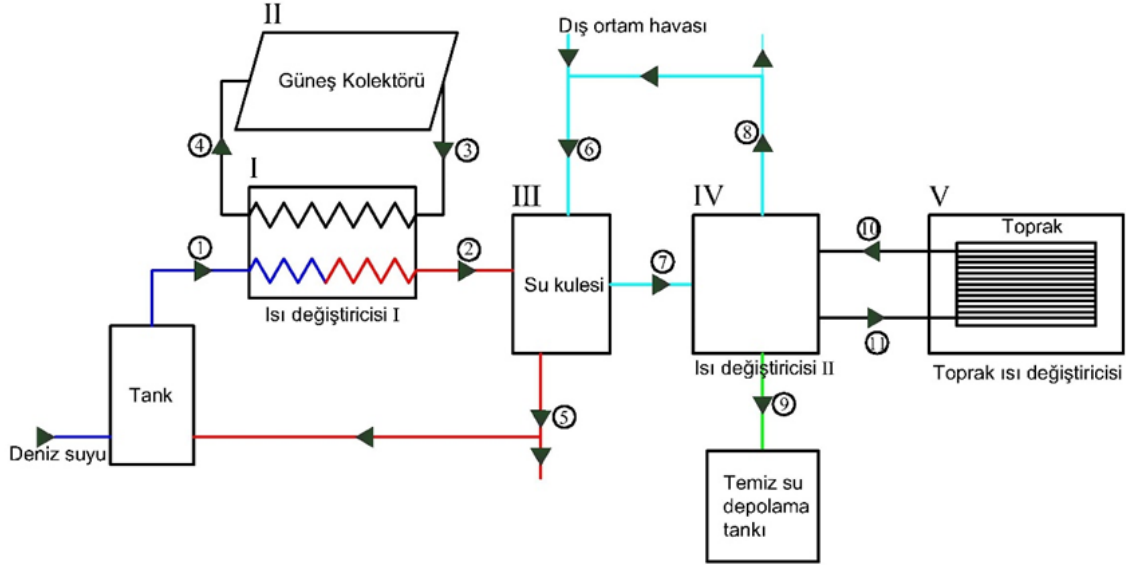 II
Güneş Kolektörü
Dış ortam havası
4
3
I
6
8
III
IV
V
Toprak
10
1
2
Su kulesi
7
11
Isı değiştiricisi I
Isı değiştiricisi II
Toprak ısı değiştiricisi
Tank
5
9
Deniz suyu
Temiz su
depolama
tankı